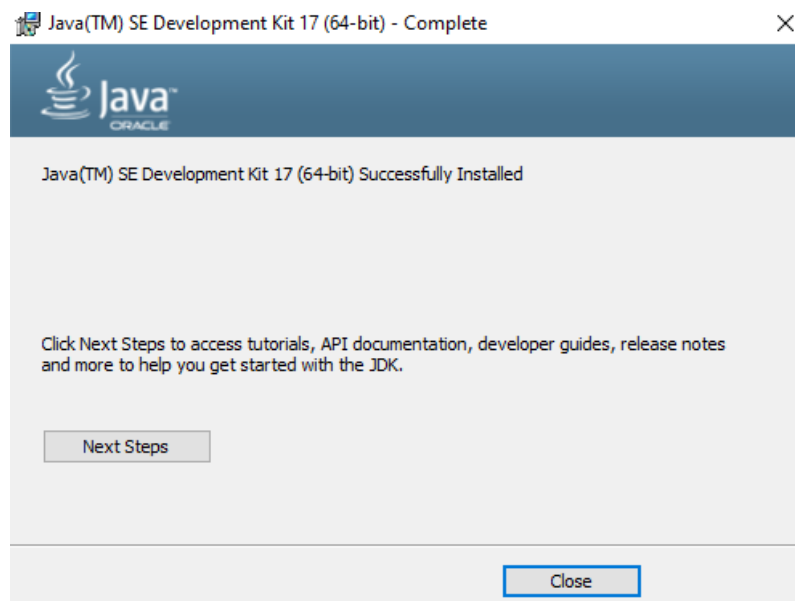 Java(TM) SE Development Kit 17 (64-bit) - Complete
Java™
ORACLE
Java(TM) SE Development Kit 17 (64-bit) Successfully Installed
Click Next Steps to access tutorials, API documentation, developer guides, release notes
and more to help you get started with the JDK.
Next Steps
Close